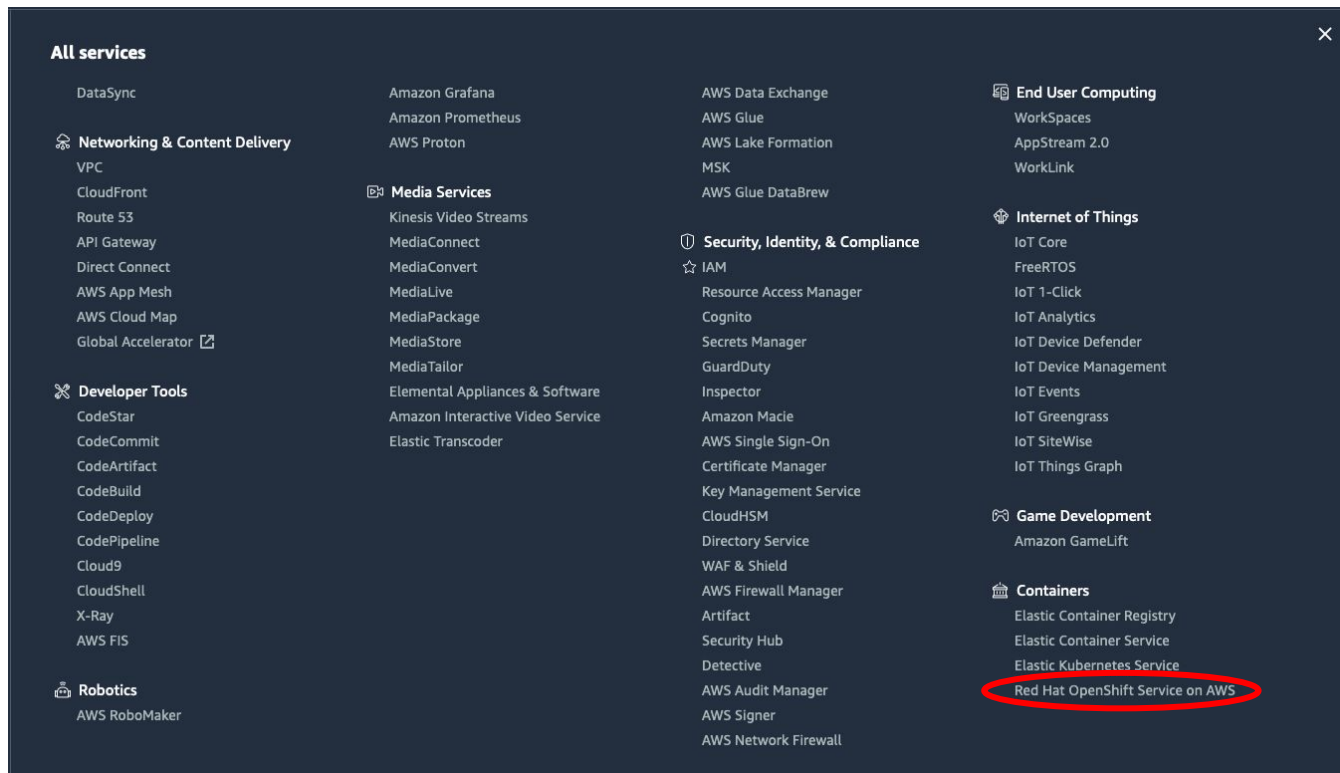 All services
DataSync
Networking & Content Delivery
VPC
CloudFront
Route 53
API Gateway
Direct Connect
AWS App Mesh
AWS Cloud Map
Global Accelerator
Developer Tools
CodeStar
CodeCommit
CodeArtifact
CodeBuild
CodeDeploy
CodePipeline
Cloud9
CloudShell
X-Ray
AWS FIS
Robotics
AWS RoboMaker
Amazon Grafana
Amazon Prometheus
AWS Proton
Media Services
Kinesis Video Streams
MediaConnect
MediaConvert
MediaLive
MediaPackage
MediaStore
MediaTailor
Elemental Appliances & Software
Amazon Interactive Video Service
Elastic Transcoder
AWS Data Exchange
AWS Glue
AWS Lake Formation
MSK
AWS Glue DataBrew
Security, Identity, & Compliance
IAM
Resource Access Manager
Cognito
Secrets Manager
GuardDuty
Inspector
Amazon Macie
AWS Single Sign-On
Certificate Manager
Key Management Service
CloudHSM
Directory Service
WAF & Shield
AWS Firewall Manager
Artifact
Security Hub
Detective
AWS Audit Manager
AWS Signer
AWS Network Firewall
End User Computing
WorkSpaces
AppStream 2.0
WorkLink
Internet of Things
IoT Core
FreeRTOS
IoT 1-Click
IoT Analytics
IoT Device Defender
IoT Device Management
IoT Events
IoT Greengrass
IoT SiteWise
IoT Things Graph
Game Development
Amazon GameLift
Containers
Elastic Container Registry
Elastic Container Service
Elastic Kubernetes Service
Red Hat OpenShift Service on AWS